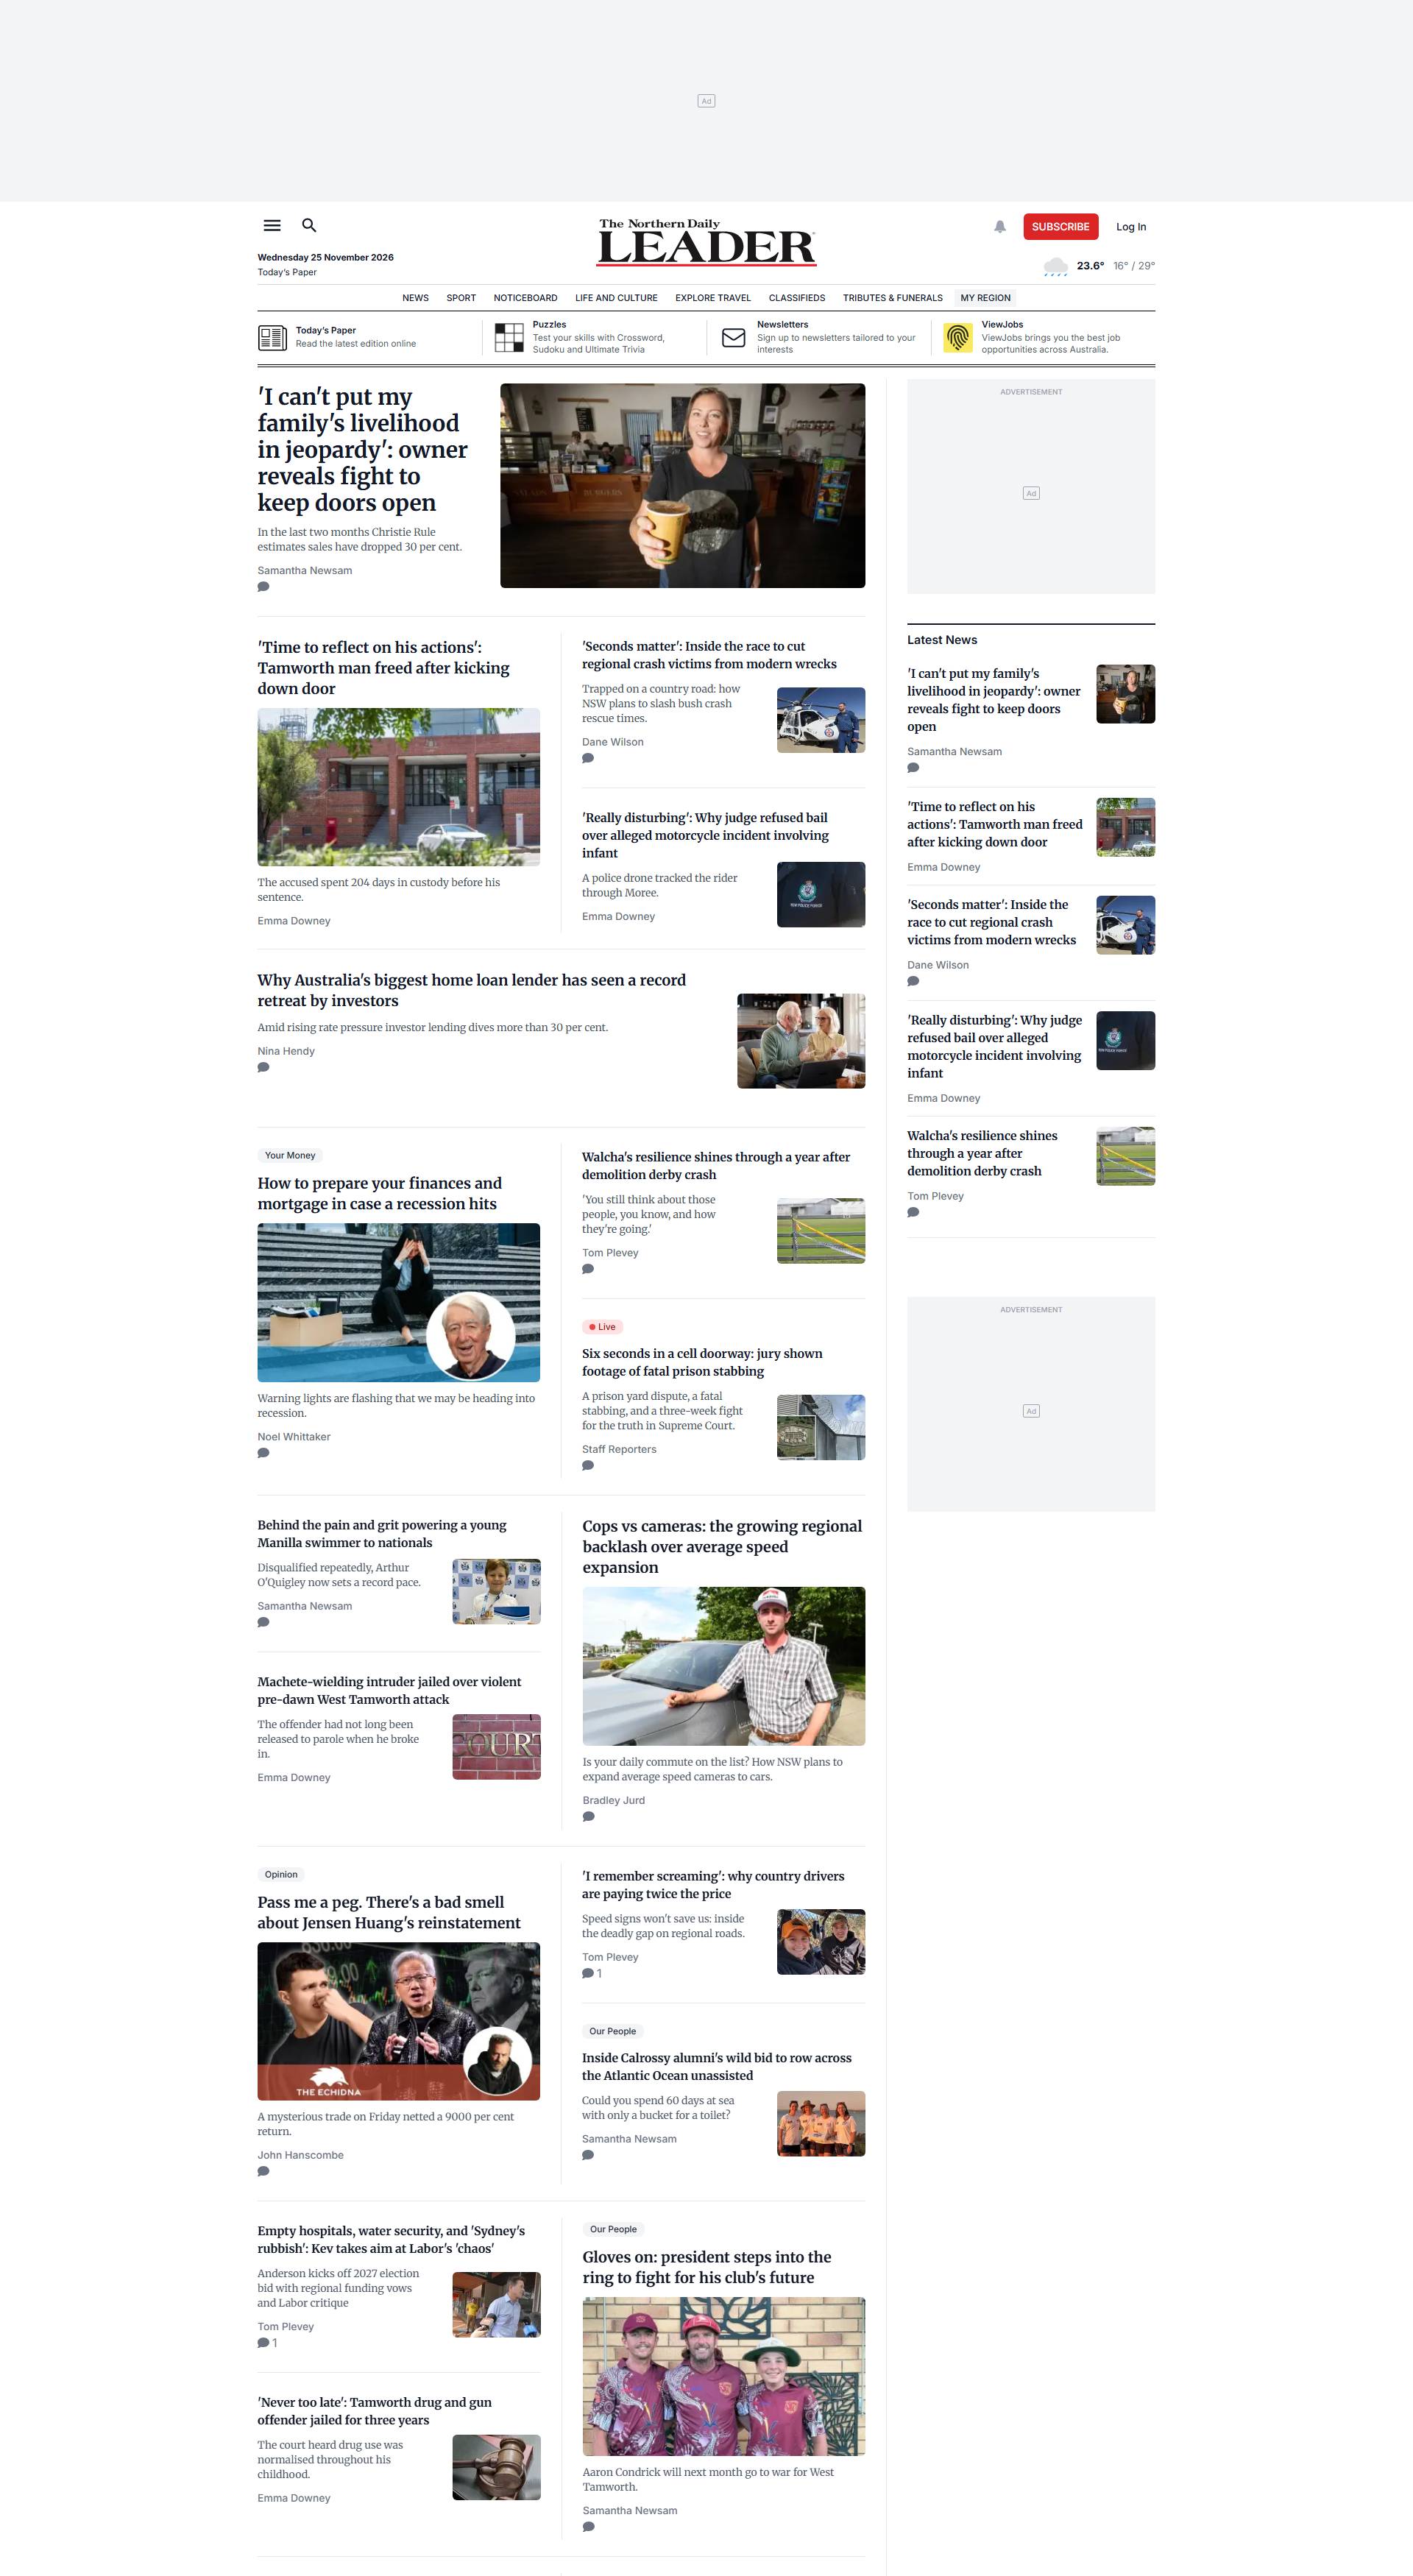 Ad
The Northern Daily
LEADER
SUBSCRIBE
Log In
Wednesday 25 November 2026
Today's Paper
23.6° 16° / 29°
NEWS SPORT NOTICEBOARD LIFE AND CULTURE EXPLORE TRAVEL CLASSIFIEDS TRIBUTES & FUNERALS MY REGION
Today's Paper
Read the latest edition online
Puzzles
Test your skills with Crossword,
Sudoku and Ultimate Trivia
Newsletters
Sign up to newsletters tailored to your
interests
ViewJobs
ViewJobs brings you the best job
opportunities across Australia.
'I can't put my
family's livelihood
in jeopardy': owner
reveals fight to
keep doors open
In the last two months Christie Rule
estimates sales have dropped 30 per cent.
Samantha Newsam
'Time to reflect on his actions':
Tamworth man freed after kicking
down door
The accused spent 204 days in custody before his
sentence.
Emma Downey
'Seconds matter': Inside the race to cut
regional crash victims from modern wrecks
Trapped on a country road: how
NSW plans to slash bush crash
rescue times.
Dane Wilson
'Really disturbing': Why judge refused bail
over alleged motorcycle incident involving
infant
A police drone tracked the rider
through Moree.
Emma Downey
Why Australia's biggest home loan lender has seen a record
retreat by investors
Amid rising rate pressure investor lending dives more than 30 per cent.
Nina Hendy
Your Money
How to prepare your finances and
mortgage in case a recession hits
Warning lights are flashing that we may be heading into
recession.
Noel Whittaker
Walcha's resilience shines through a year after
demolition derby crash
'You still think about those
people, you know, and how
they're going.'
Tom Plevey
Live
Six seconds in a cell doorway: jury shown
footage of fatal prison stabbing
A prison yard dispute, a fatal
stabbing, and a three-week fight
for the truth in Supreme Court.
Staff Reporters
Behind the pain and grit powering a young
Manilla swimmer to nationals
Disqualified repeatedly, Arthur
O'Quigley now sets a record pace.
Samantha Newsam
Machete-wielding intruder jailed over violent
pre-dawn West Tamworth attack
The offender had not long been
released to parole when he broke
in.
Emma Downey
Cops vs cameras: the growing regional
backlash over average speed
expansion
Is your daily commute on the list? How NSW plans to
expand average speed cameras to cars.
Bradley Jurd
Opinion
Pass me a peg. There's a bad smell
about Jensen Huang's reinstatement
THE ECHIDNA
A mysterious trade on Friday netted a 9000 per cent
return.
John Hanscombe
'I remember screaming': why country drivers
are paying twice the price
Speed signs won't save us: inside
the deadly gap on regional roads.
Tom Plevey
1
Our People
Inside Calrossy alumni's wild bid to row across
the Atlantic Ocean unassisted
Could you spend 60 days at sea
with only a bucket for a toilet?
Samantha Newsam
Empty hospitals, water security, and 'Sydney's
rubbish': Kev takes aim at Labor's 'chaos'
Anderson kicks off 2027 election
bid with regional funding vows
and Labor critique
Tom Plevey
1
'Never too late': Tamworth drug and gun
offender jailed for three years
The court heard drug use was
normalised throughout his
childhood.
Emma Downey
Our People
Gloves on: president steps into the
ring to fight for his club's future
Aaron Condrick will next month go to war for West
Tamworth.
Samantha Newsam
ADVERTISEMENT
Ad
Latest News
'I can't put my family's
livelihood in jeopardy': owner
reveals fight to keep doors
open
Samantha Newsam
'Time to reflect on his
actions': Tamworth man freed
after kicking down door
Emma Downey
'Seconds matter': Inside the
race to cut regional crash
victims from modern wrecks
Dane Wilson
'Really disturbing': Why judge
refused bail over alleged
motorcycle incident involving
infant
Emma Downey
Walcha's resilience shines
through a year after
demolition derby crash
Tom Plevey
ADVERTISEMENT
Ad